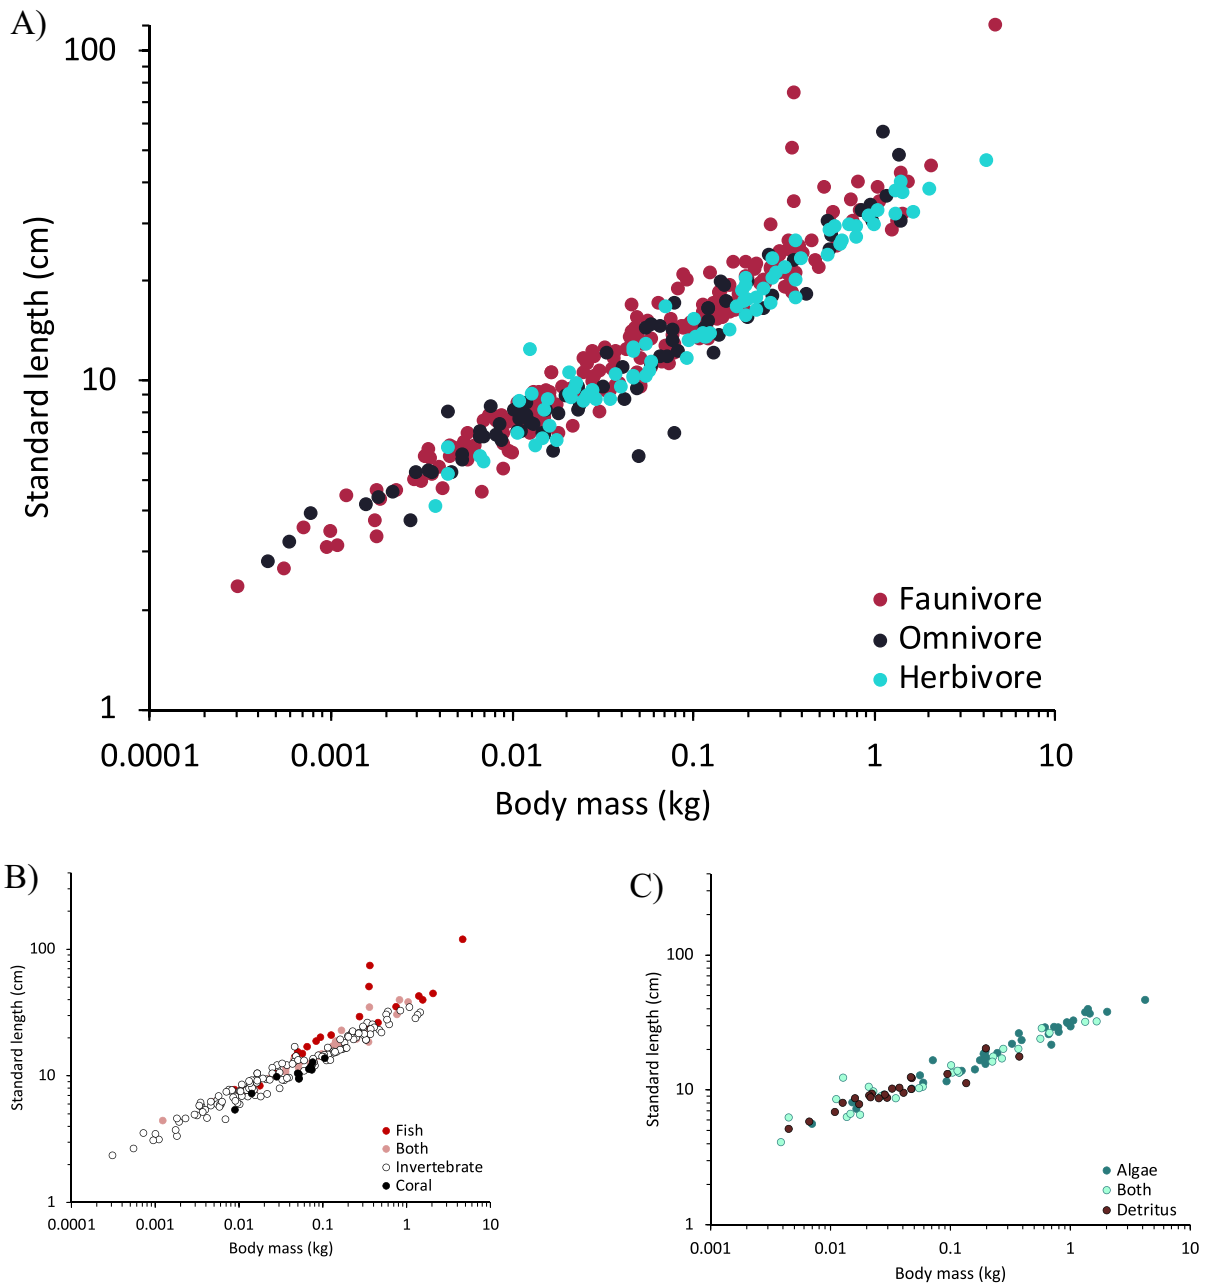 A)
100
10
1
Standard length (cm)
Faunivore
Omnivore
Herbivore
0.0001
0.001
0.01
0.1
1
10
Body mass (kg)
B)
100
10
1
Standard length (cm)
Fish
Both
Invertebrate
Coral
0.0001
0.001
0.01
0.1
1
10
Body mass (kg)
C)
100
10
1
Standard length (cm)
Algae
Both
Detritus
0.001
0.01
0.1
1
10
Body mass (kg)